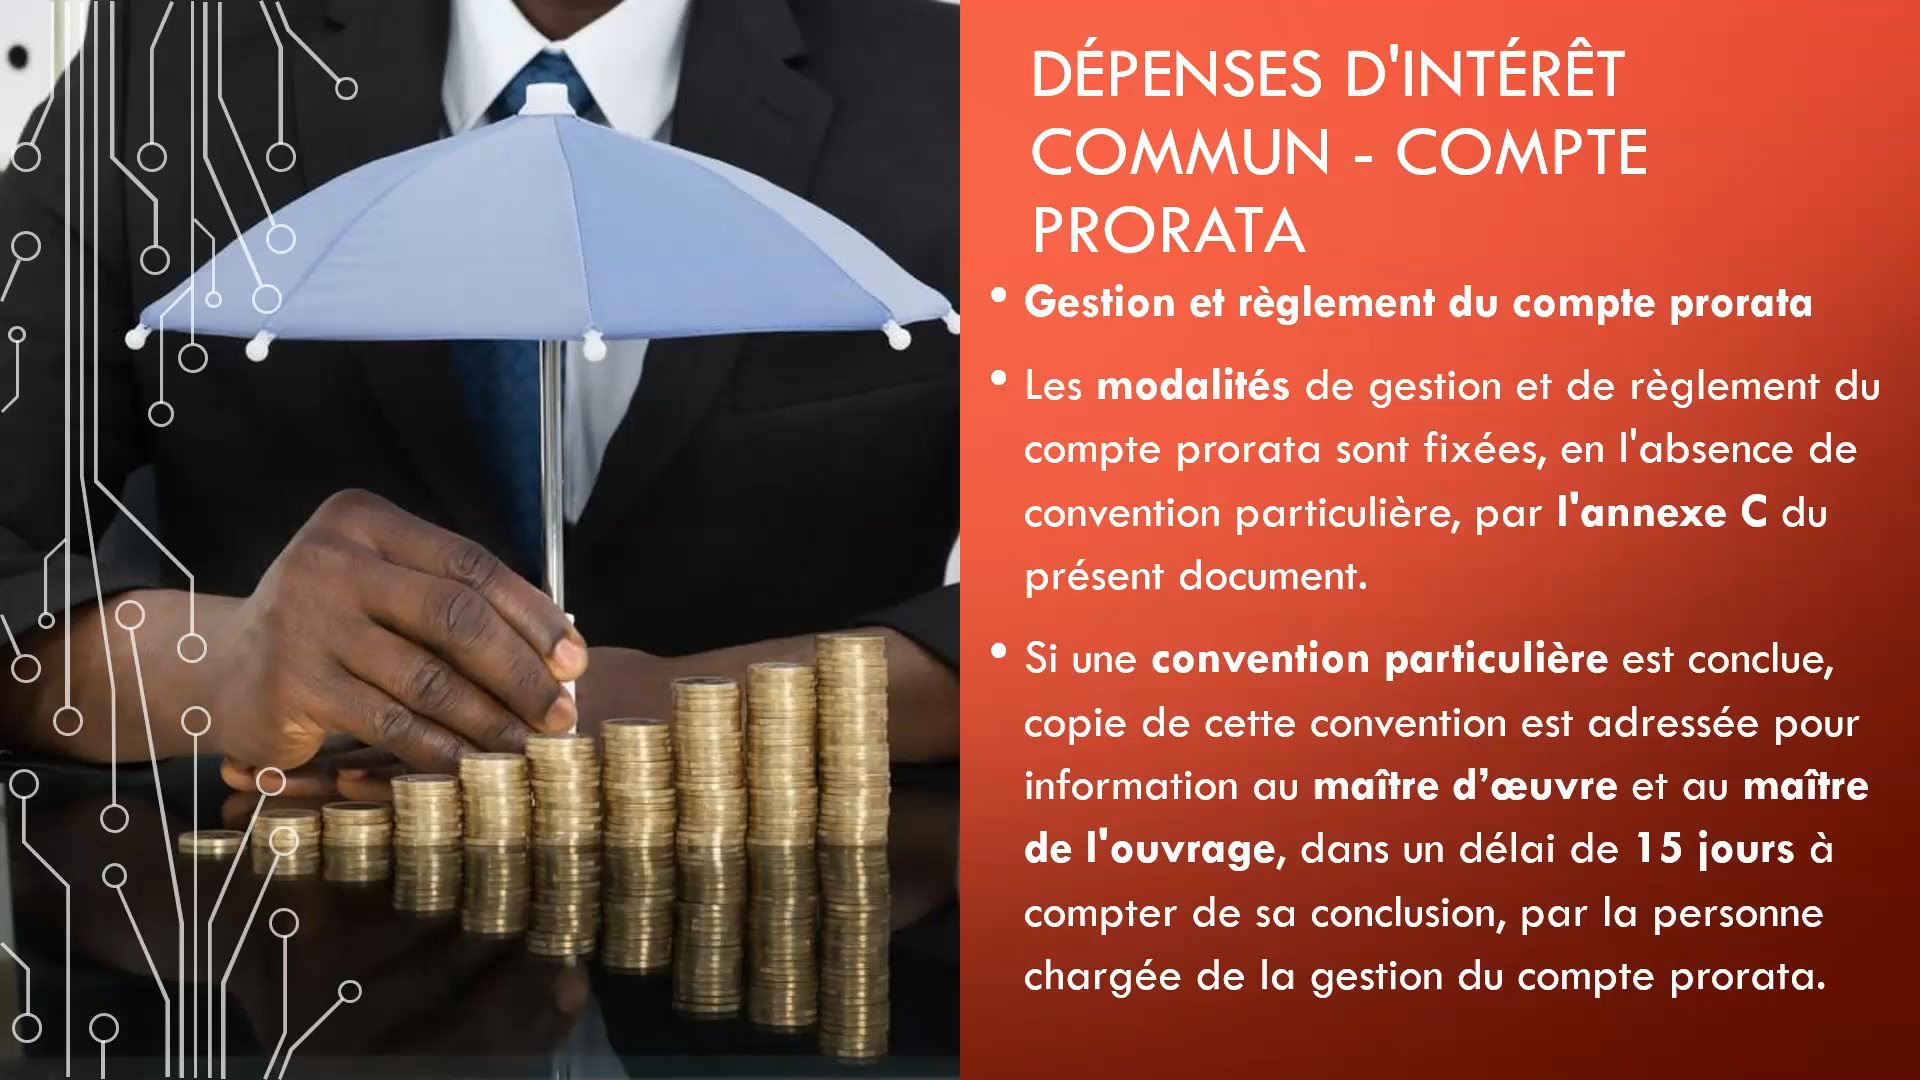 DÉPENSES D'INTÉRÊT
COMMUN - COMPTE
PRORATA
• Gestion et règlement du compte prorata
• Les modalités de gestion et de règlement du
compte prorata sont fixées, en l'absence de
convention particulière, par l'annexe C du
présent document.
• Si une convention particulière est conclue,
copie de cette convention est adressée pour
information au maître d’œuvre et au maître
de l'ouvrage, dans un délai de 15 jours à
compter de sa conclusion, par la personne
chargée de la gestion du compte prorata.